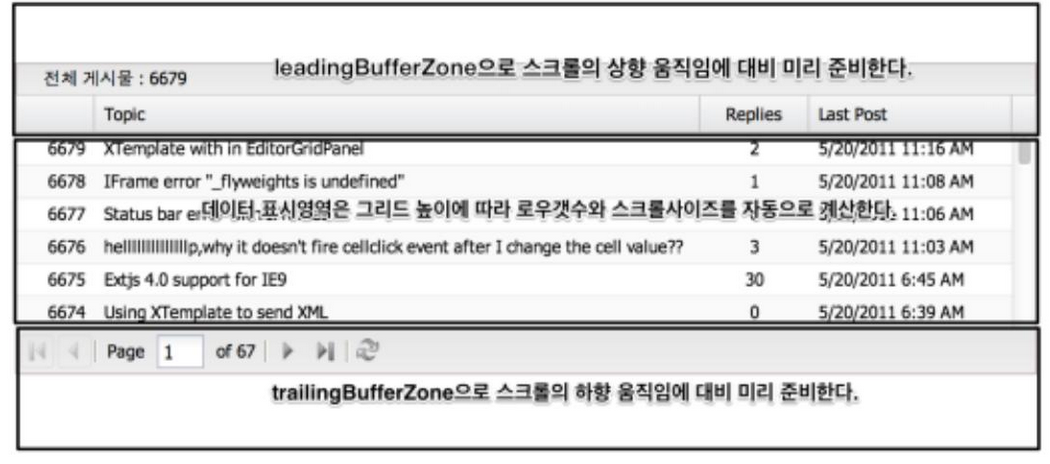 leadingBufferZone으로 스크롤의 상향 움직임에 대비 미리 준비한다.
전체 게시물 : 6679
Topic Replies Last Post
6679 XTemplate with in EditorGridPanel 2 5/20/2011 11:16 AM
6678 IFrame error "_flyweights is undefined" 1 5/20/2011 11:08 AM
6677 Status bar 11:06 AM
데이터 표시영역은 그리드 높이에 따라 로우갯수와 스크롤사이즈를 자동으로 계산한다.
6676 hellllllllllllllp,why it doesn't fire cellclick event after I change the cell value?? 3 5/20/2011 11:03 AM
6675 Extjs 4.0 support for IE9 30 5/20/2011 6:45 AM
6674 Using XTemplate to send XML 0 5/20/2011 6:39 AM
Page 1 of 67
trailingBufferZone으로 스크롤의 하향 움직임에 대비 미리 준비한다.